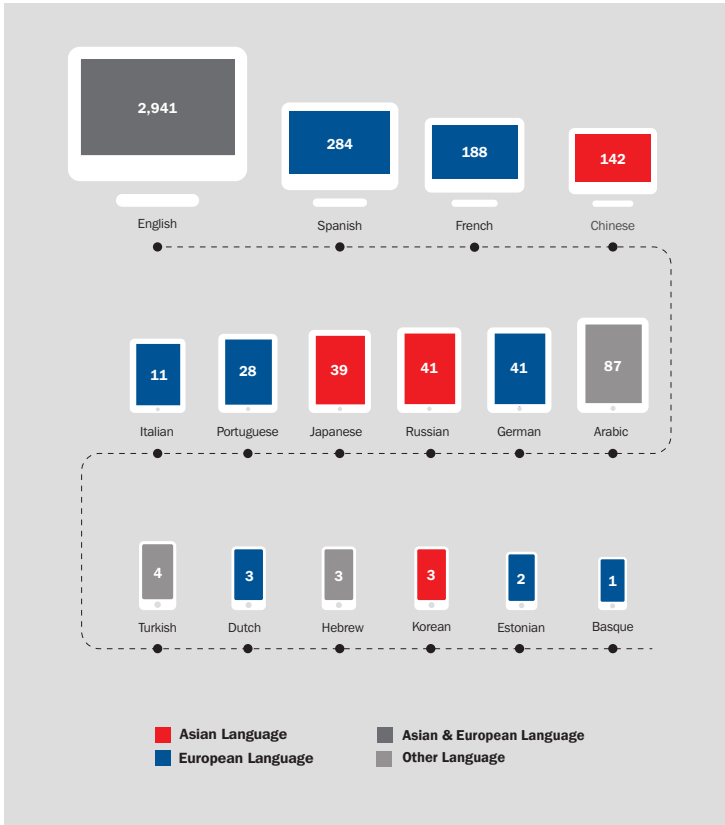 2,941
284
188
142
English
Spanish
French
Chinese
11
28
39
41
41
87
Italian
Portuguese
Japanese
Russian
German
Arabic
4
3
3
3
2
1
Turkish
Dutch
Hebrew
Korean
Estonian
Basque
Asian Language
European Language
Asian & European Language
Other Language